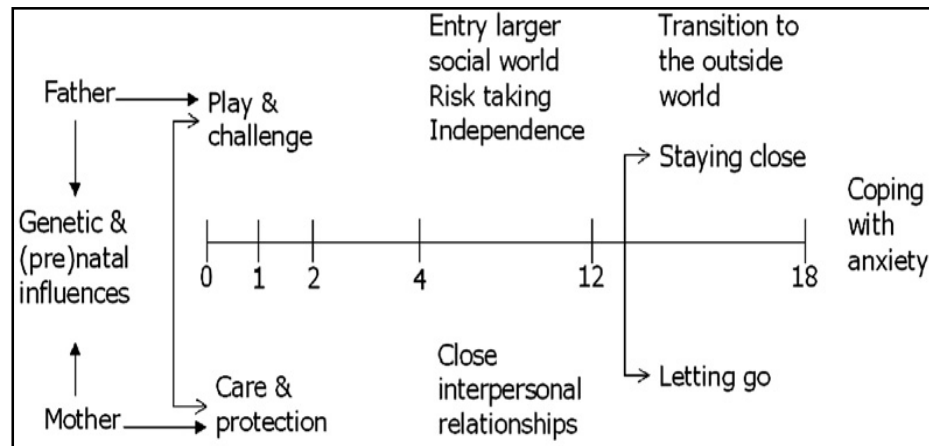 Father
Play &
challenge
Entry larger
social world
Risk taking
Independence
Transition to
the outside
world
Staying close
Genetic &
(pre)natal
influences
0 1 2 4 12 18
Coping
with
anxiety
Mother
Care &
protection
Close
interpersonal
relationships
Letting go